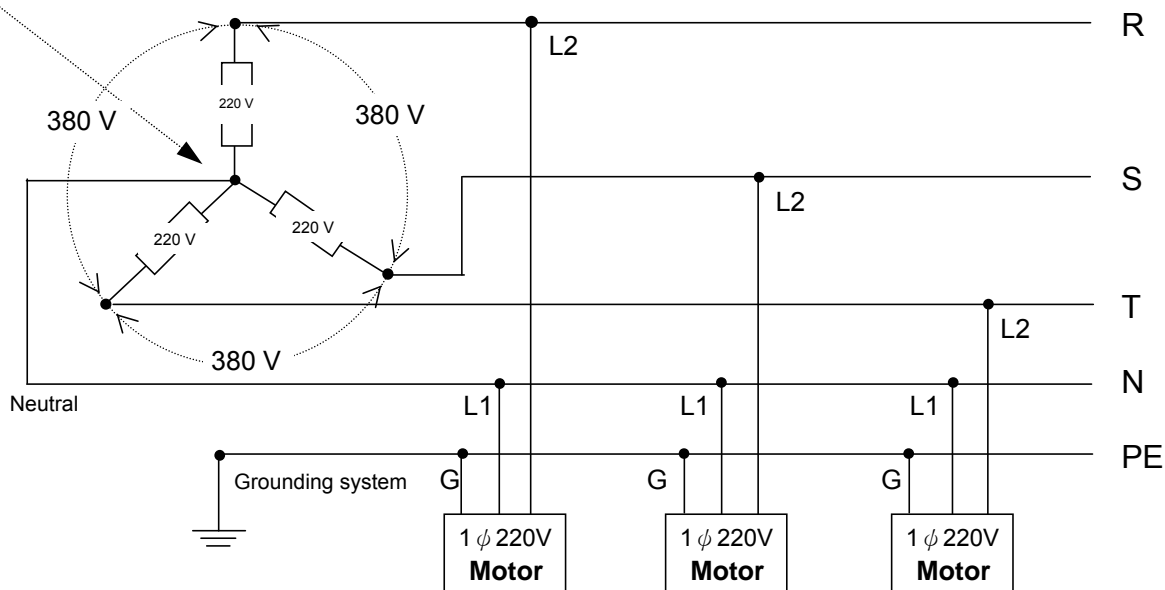 R
L2
220 V
380 V
380 V
S
L2
220 V
220 V
T
L2
380 V
N
Neutral
L1
L1
L1
PE
Grounding system
G
G
G
1 ϕ 220V
Motor
1 ϕ 220V
Motor
1 ϕ 220V
Motor